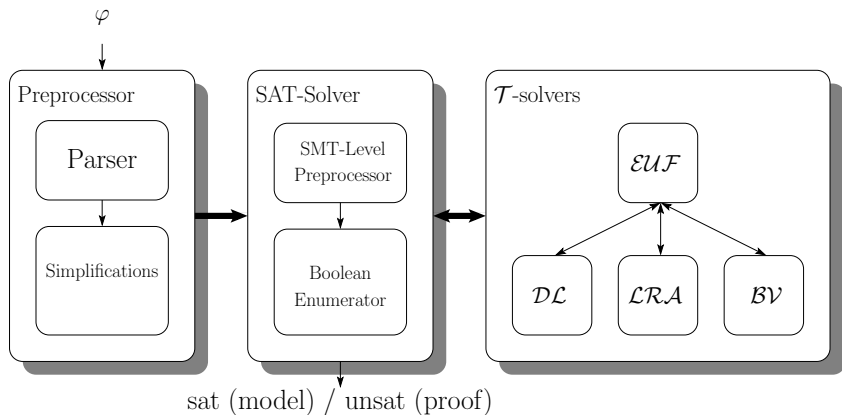 φ
Preprocessor
Parser
Simplifications
SAT-Solver
SMT-Level
Preprocessor
Boolean
Enumerator
𝒯-solvers
ℰ𝒰ℱ
𝒟ℒ
ℒℛ𝒜
ℬ𝒱
sat (model) / unsat (proof)